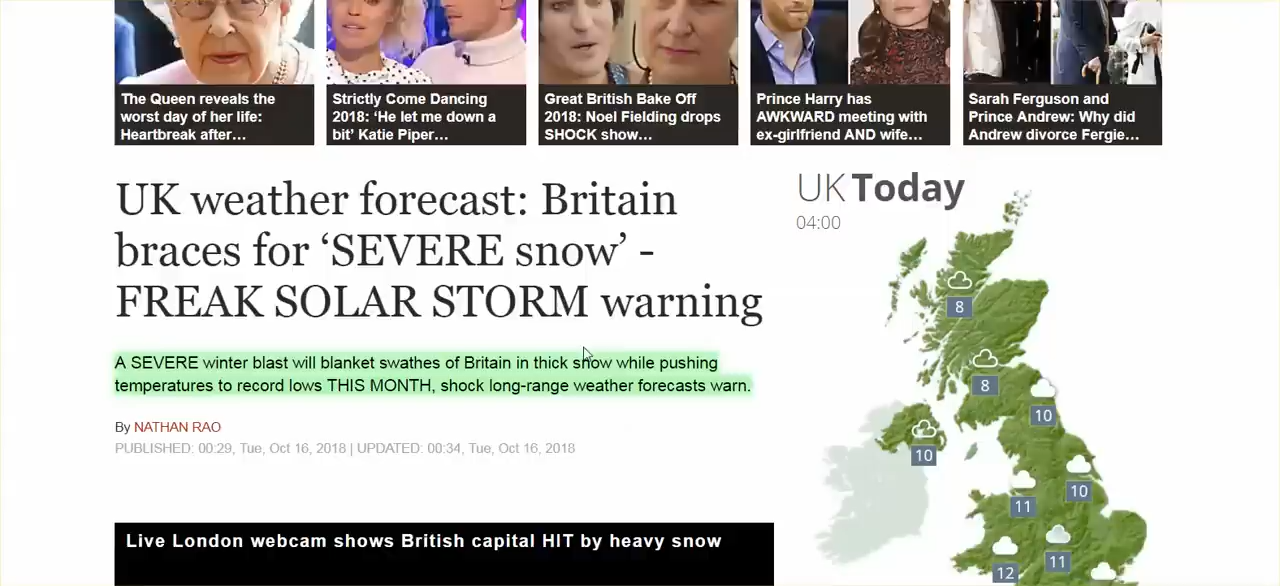 The Queen reveals the
worst day of her life:
Heartbreak after…
Strictly Come Dancing
2018: ‘He let me down a
bit’ Katie Piper…
Great British Bake Off
2018: Noel Fielding drops
SHOCK show…
Prince Harry has
AWKWARD meeting with
ex-girlfriend AND wife…
Sarah Ferguson and
Prince Andrew: Why did
Andrew divorce Fergie…
UK weather forecast: Britain
braces for ‘SEVERE snow’ -
FREAK SOLAR STORM warning
A SEVERE winter blast will blanket swathes of Britain in thick snow while pushing
temperatures to record lows THIS MONTH, shock long-range weather forecasts warn.
By NATHAN RAO
PUBLISHED: 00:29, Tue, Oct 16, 2018 | UPDATED: 00:34, Tue, Oct 16, 2018
Live London webcam shows British capital HIT by heavy snow
UK Today
04:00
8
8
10
10
10
11
11
12